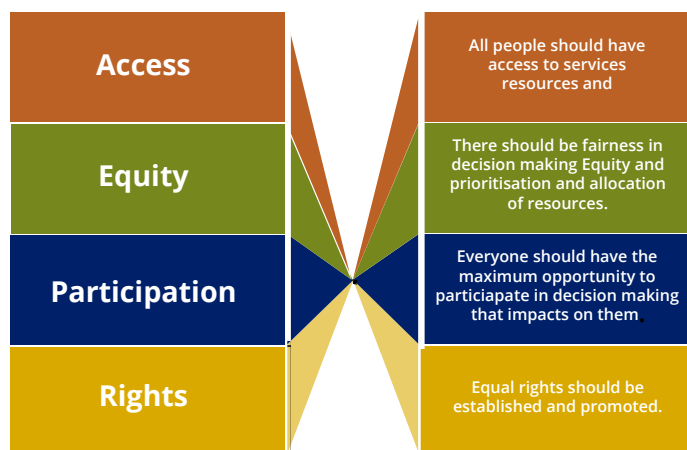 Access
All people should have
access to services
resources and
Equity
There should be fairness in
decision making Equity and
prioritisation and allocation
of resources.
Participation
Everyone should have the
maximum opportunity to
particiapate in decision making
that impacts on them.
Rights
Equal rights should be
established and promoted.